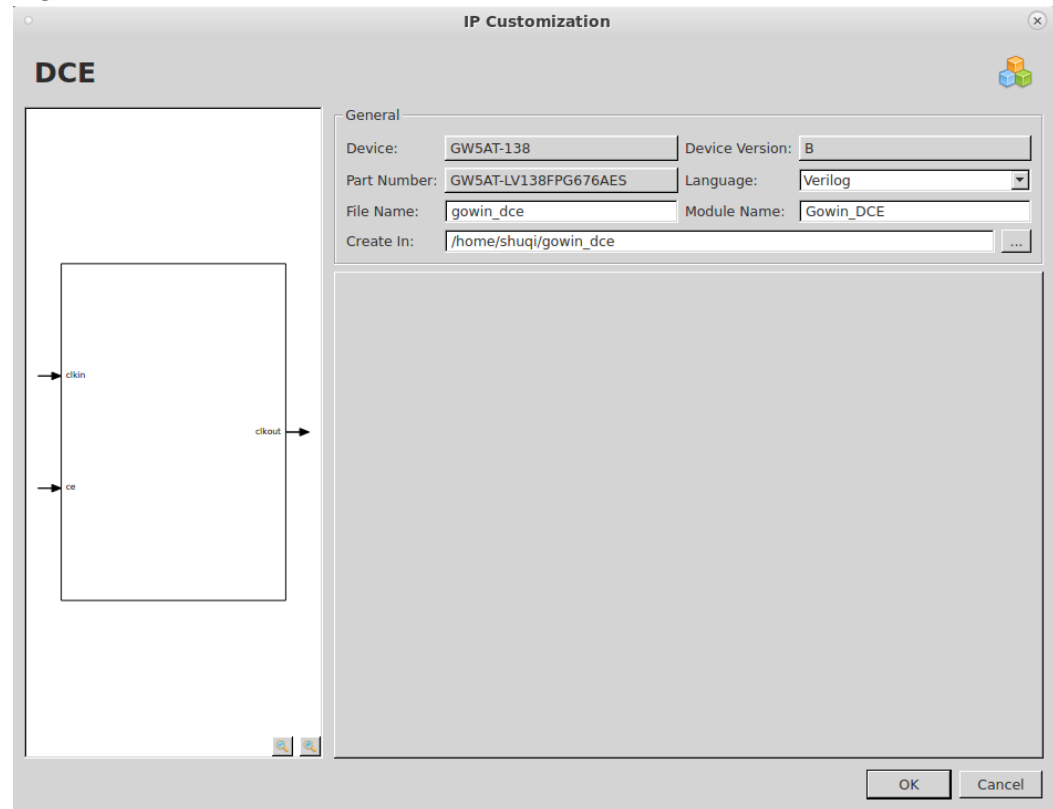 IP Customization
DCE
General
Device: GW5AT-138 Device Version: B
Part Number: GW5AT-LV138FPG676AES Language: Verilog
File Name: gowin_dce Module Name: Gowin_DCE
Create In: /home/shuqi/gowin_dce ...
clkin
clkout
ce
OK Cancel